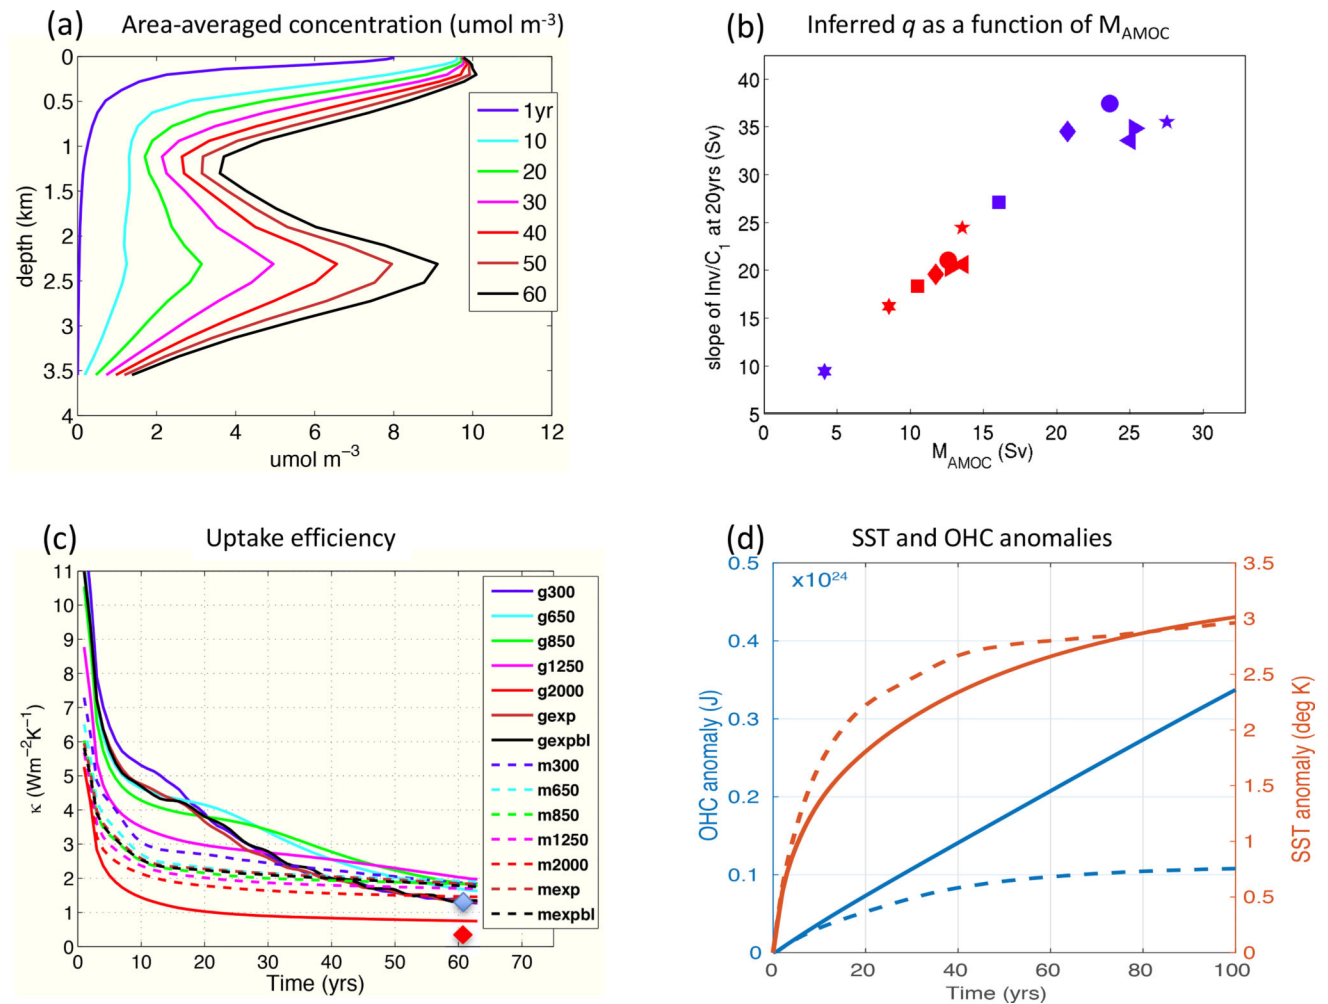 (a) Area-averaged concentration (umol m⁻³)
0
0.5
1
1.5
2
2.5
3
3.5
4
depth (km)
1yr
10
20
30
40
50
60
0 2 4 6 8 10 12
umol m⁻³
(b) Inferred q as a function of M_AMOC
40
35
30
25
20
15
10
5
slope of Inv/C₁ at 20yrs (Sv)
0 5 10 15 20 25 30
M_AMOC (Sv)
(c) Uptake efficiency
11
10
9
8
7
6
5
4
3
2
1
0
κ (Wm⁻²K⁻¹)
g300
g650
g850
g1250
g2000
gexp
gexpbl
m300
m650
m850
m1250
m2000
mexp
mexpbl
0 10 20 30 40 50 60 70
Time (yrs)
(d) SST and OHC anomalies
x10²⁴
0.5
0.4
0.3
0.2
0.1
0
OHC anomaly (J)
3.5
3
2.5
2
1.5
1
0.5
0
SST anomaly (deg K)
0 20 40 60 80 100
Time (yrs)